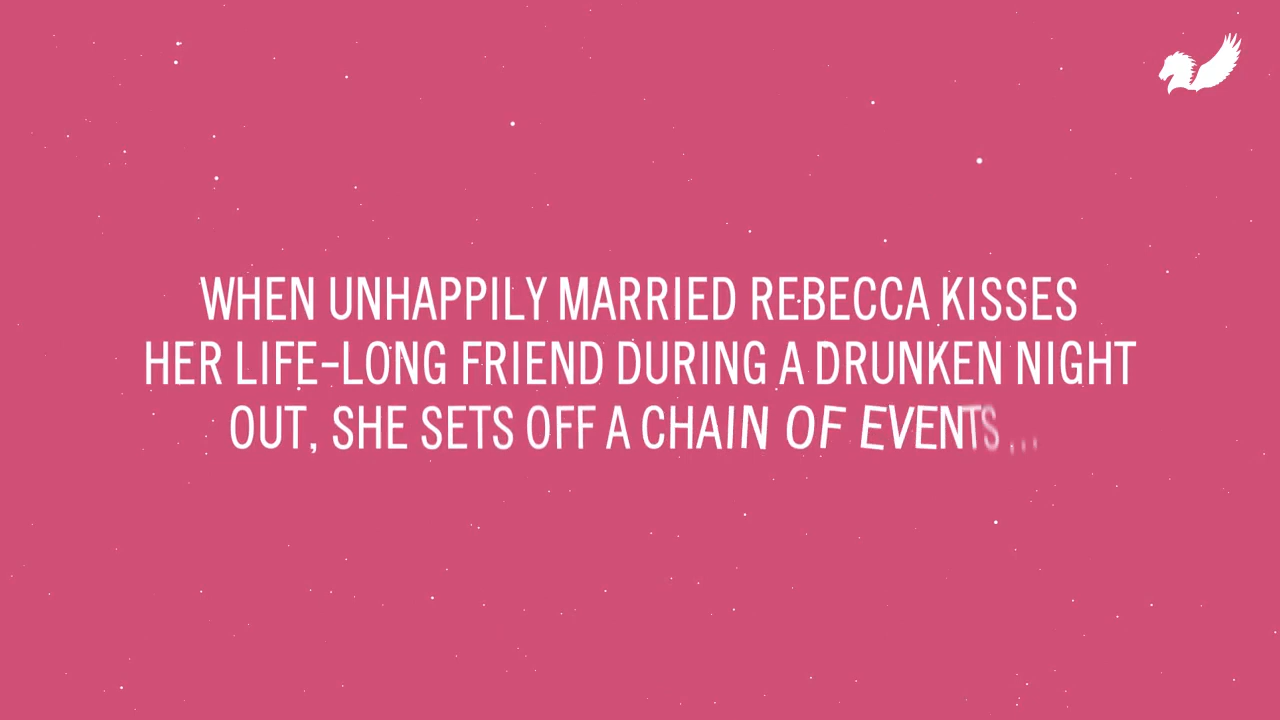 WHEN UNHAPPILY MARRIED REBECCA KISSES
HER LIFE-LONG FRIEND DURING A DRUNKEN NIGHT
OUT, SHE SETS OFF A CHAIN OF EVENTS...